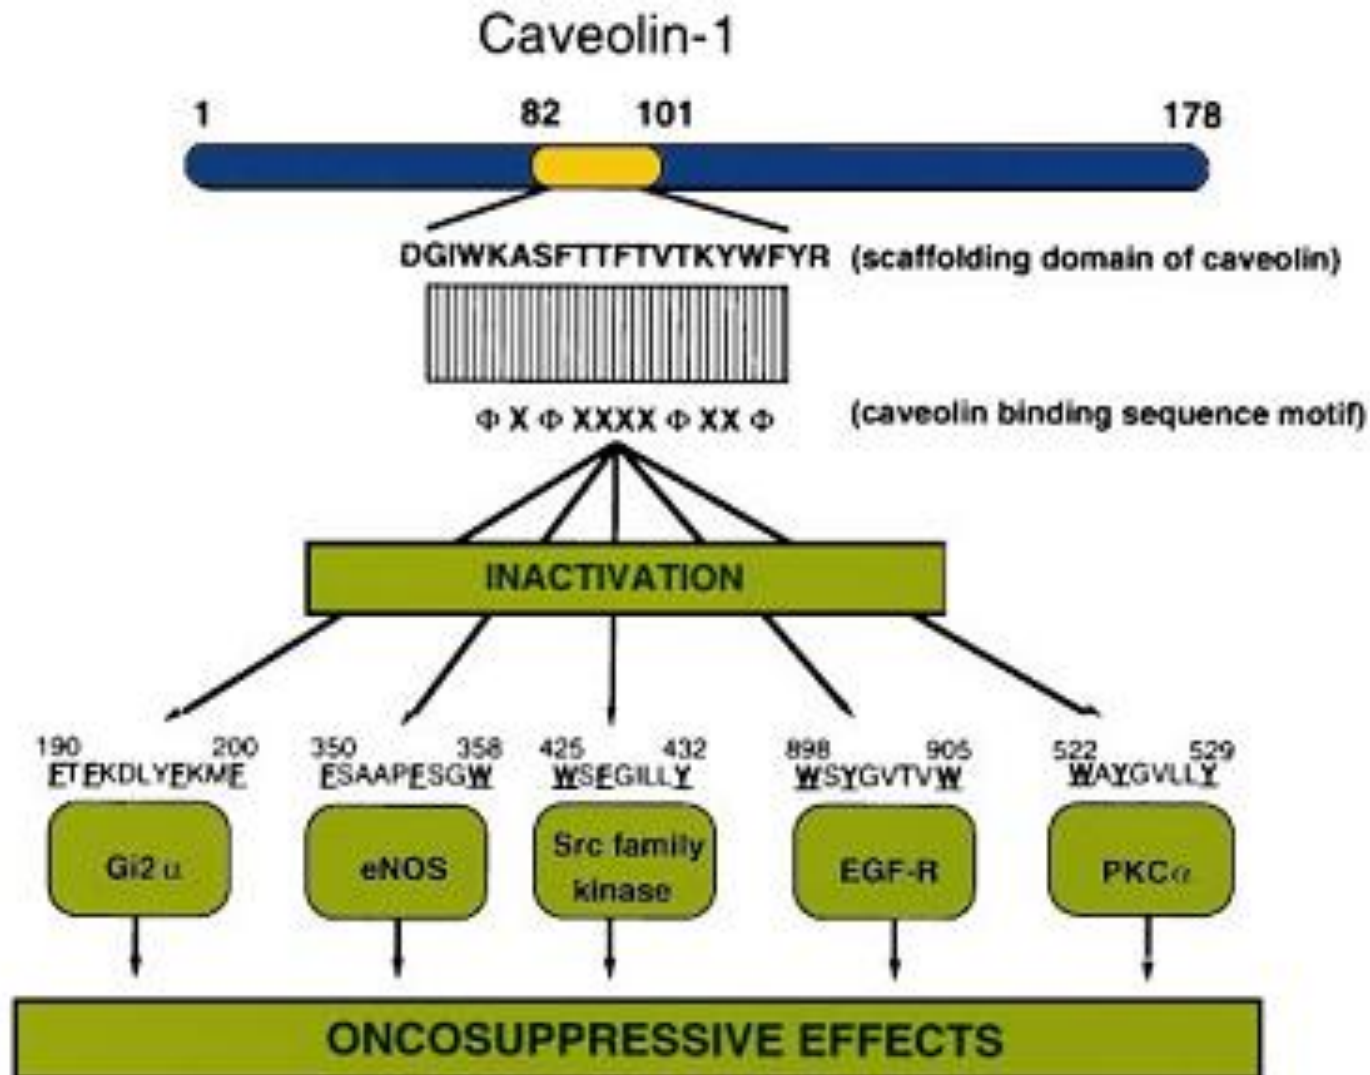 Caveolin-1
1 82 101 178
DGIWKASFTTFTVTKYWFYR (scaffolding domain of caveolin)
Φ X Φ XXXX Φ XX Φ (caveolin binding sequence motif)
INACTIVATION
190 200 350 358 425 432 898 905 522 529
FTFKDLYFKMF FSAAPFSGW WSFGILLY WSYGVTVW WAYGVLLY
Gi2 α eNOS Src family kinase EGF-R PKCα
ONCOSUPPRESSIVE EFFECTS